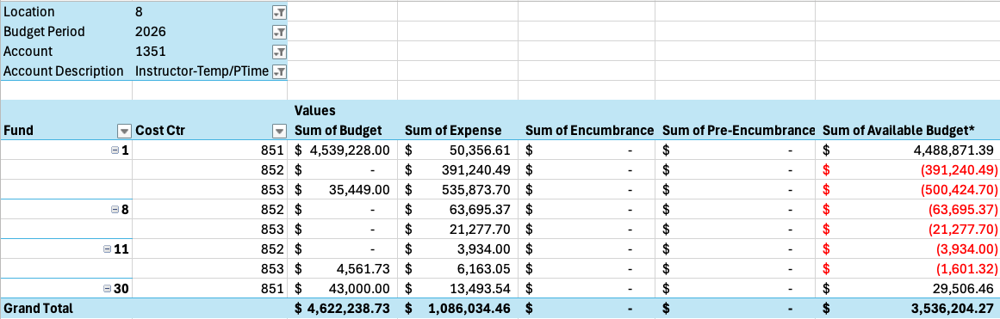 Location 8
Budget Period 2026
Account 1351
Account Description Instructor-Temp/PTime
Values
Fund Cost Ctr Sum of Budget Sum of Expense Sum of Encumbrance Sum of Pre-Encumbrance Sum of Available Budget*
1 851 $ 4,539,228.00 $ 50,356.61 $ - $ - $ 4,488,871.39
852 $ - $ 391,240.49 $ - $ - $ (391,240.49)
853 $ 35,449.00 $ 535,873.70 $ - $ - $ (500,424.70)
8 852 $ - $ 63,695.37 $ - $ - $ (63,695.37)
853 $ - $ 21,277.70 $ - $ - $ (21,277.70)
11 852 $ - $ 3,934.00 $ - $ - $ (3,934.00)
853 $ 4,561.73 $ 6,163.05 $ - $ - $ (1,601.32)
30 851 $ 43,000.00 $ 13,493.54 $ - $ - $ 29,506.46
Grand Total $ 4,622,238.73 $ 1,086,034.46 $ - $ - $ 3,536,204.27